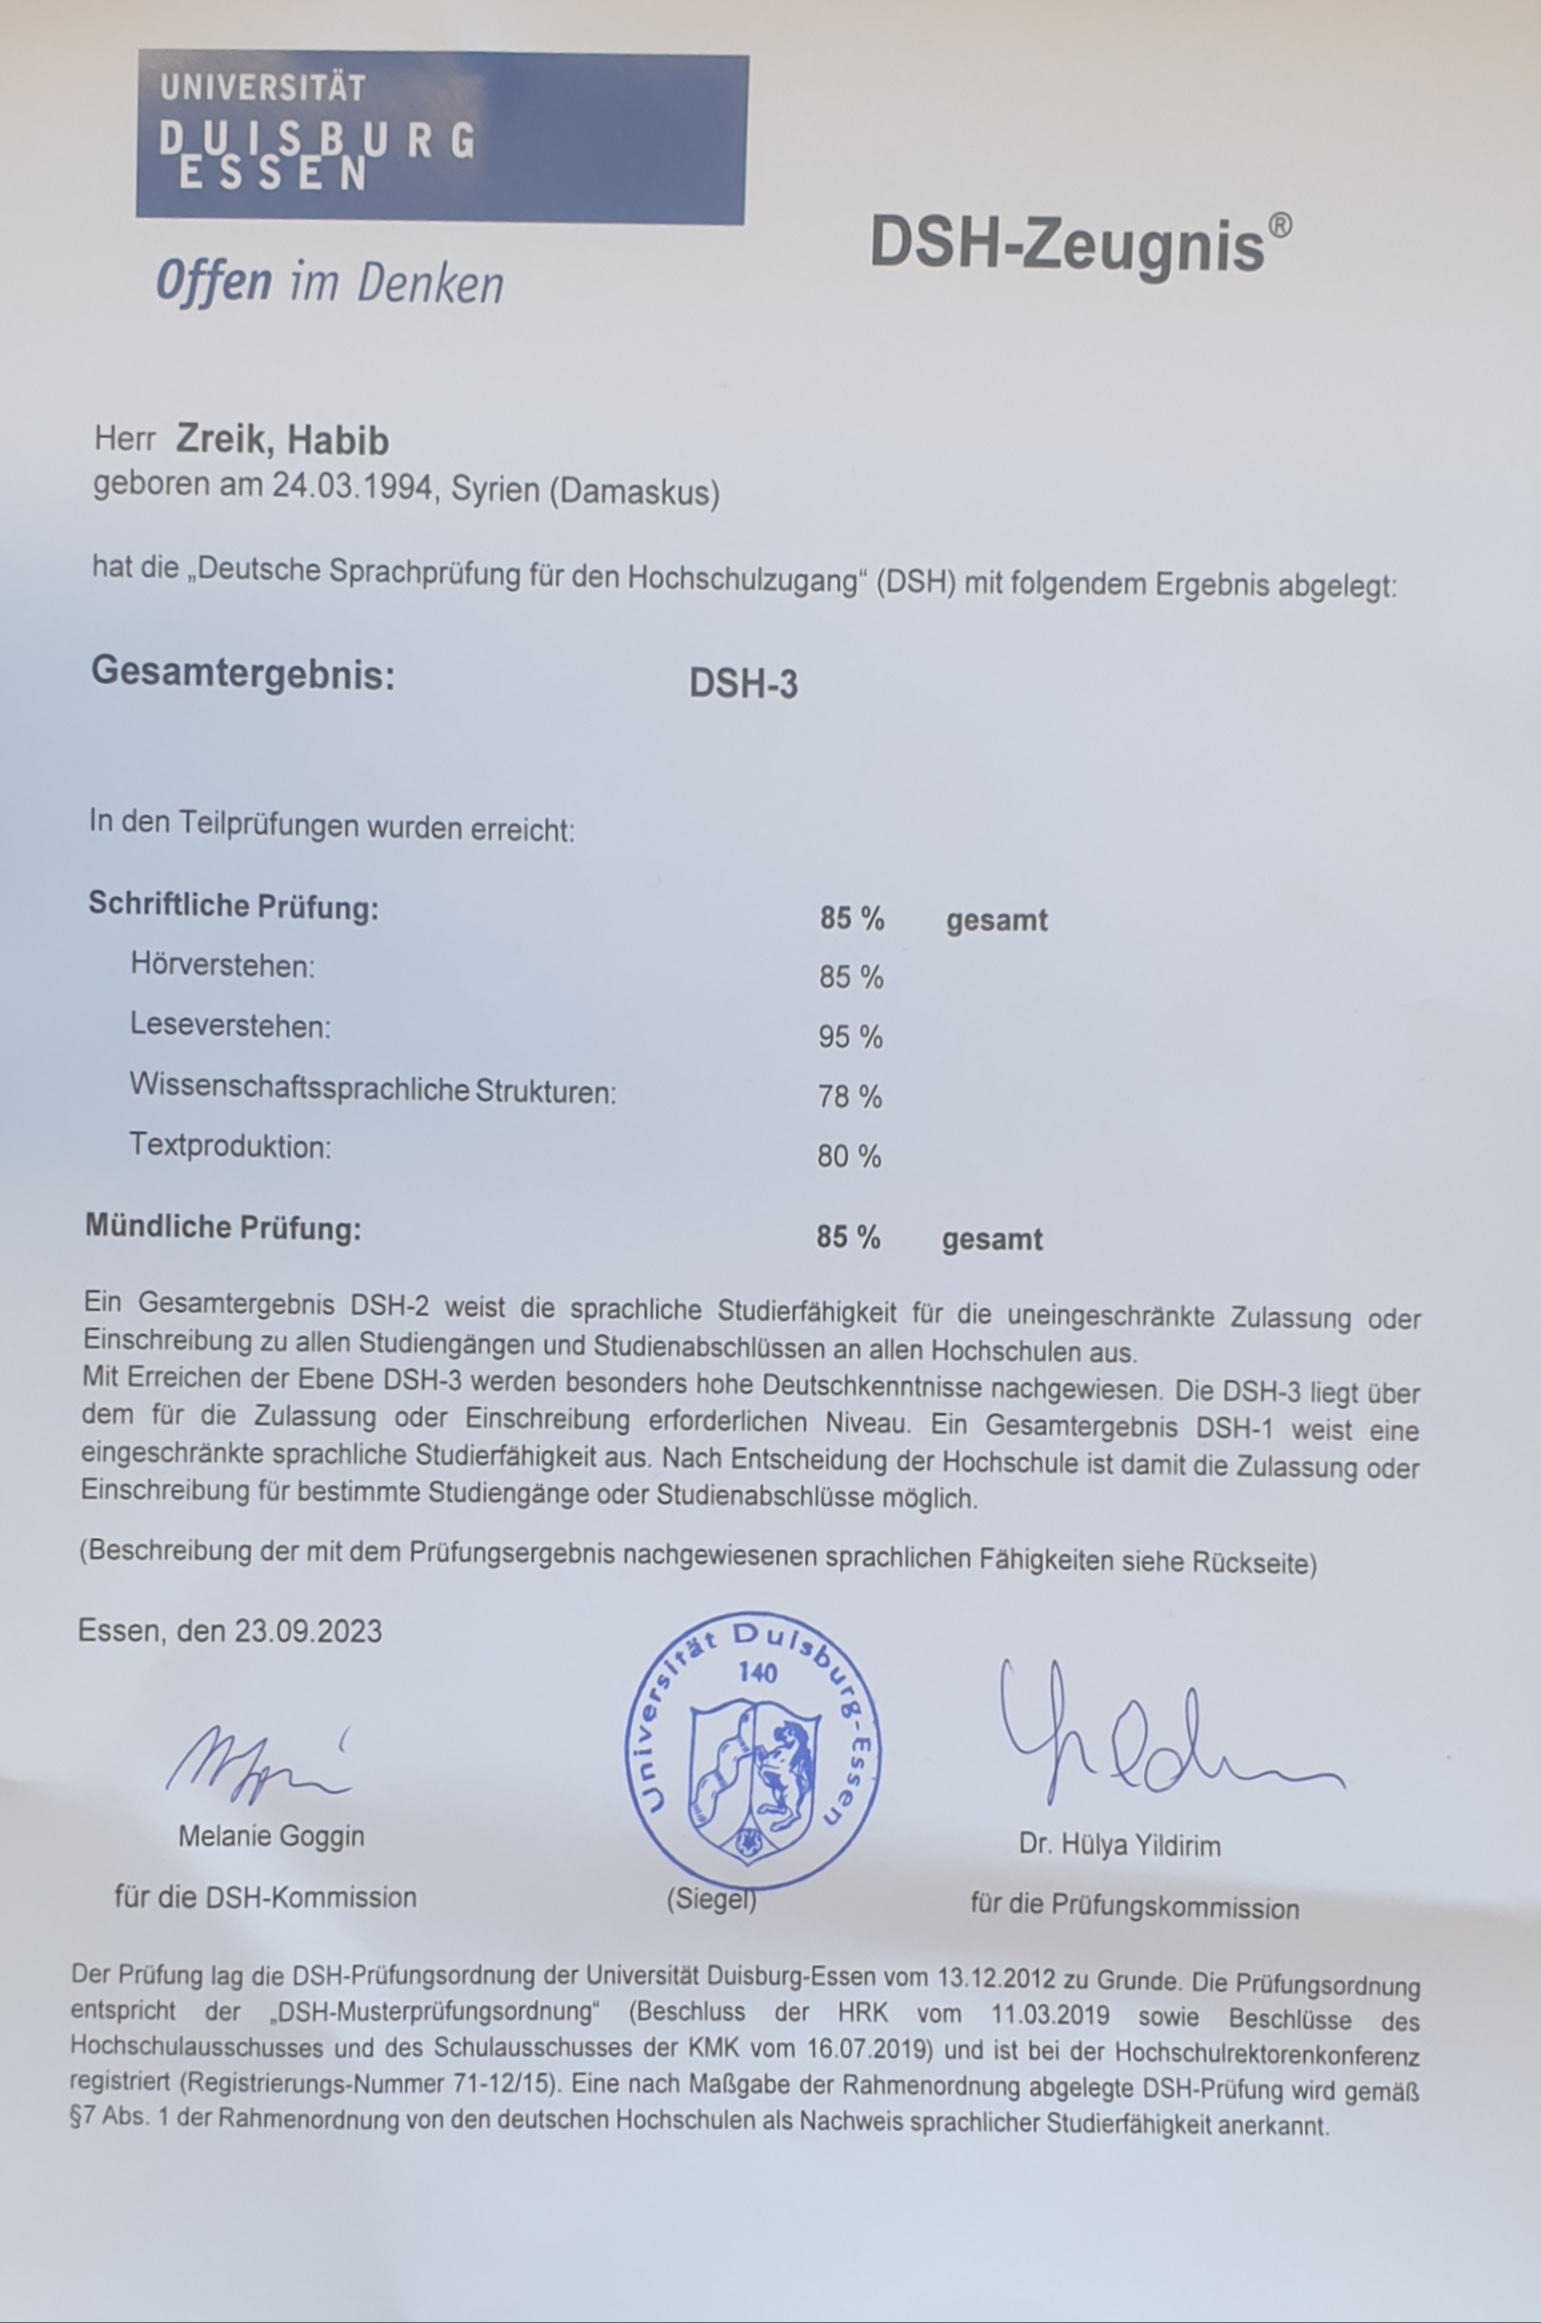 UNIVERSITÄT
DUISBURG
ESSEN
Offen im Denken
DSH-Zeugnis®
Herr Zreik, Habib
geboren am 24.03.1994, Syrien (Damaskus)
hat die „Deutsche Sprachprüfung für den Hochschulzugang“ (DSH) mit folgendem Ergebnis abgelegt:
Gesamtergebnis: DSH-3
In den Teilprüfungen wurden erreicht:
Schriftliche Prüfung: 85 % gesamt
Hörverstehen: 85 %
Leseverstehen: 95 %
Wissenschaftssprachliche Strukturen: 78 %
Textproduktion: 80 %
Mündliche Prüfung: 85 % gesamt
Ein Gesamtergebnis DSH-2 weist die sprachliche Studierfähigkeit für die uneingeschränkte Zulassung oder
Einschreibung zu allen Studiengängen und Studienabschlüssen an allen Hochschulen aus.
Mit Erreichen der Ebene DSH-3 werden besonders hohe Deutschkenntnisse nachgewiesen. Die DSH-3 liegt über
dem für die Zulassung oder Einschreibung erforderlichen Niveau. Ein Gesamtergebnis DSH-1 weist eine
eingeschränkte sprachliche Studierfähigkeit aus. Nach Entscheidung der Hochschule ist damit die Zulassung oder
Einschreibung für bestimmte Studiengänge oder Studienabschlüsse möglich.
(Beschreibung der mit dem Prüfungsergebnis nachgewiesenen sprachlichen Fähigkeiten siehe Rückseite)
Essen, den 23.09.2023
Universität Duisburg-Essen
140
Melanie Goggin
Dr. Hülya Yildirim
für die DSH-Kommission (Siegel) für die Prüfungskommission
Der Prüfung lag die DSH-Prüfungsordnung der Universität Duisburg-Essen vom 13.12.2012 zu Grunde. Die Prüfungsordnung
entspricht der „DSH-Musterprüfungsordnung“ (Beschluss der HRK vom 11.03.2019 sowie Beschlüsse des
Hochschulausschusses und des Schulausschusses der KMK vom 16.07.2019) und ist bei der Hochschulrektorenkonferenz
registriert (Registrierungs-Nummer 71-12/15). Eine nach Maßgabe der Rahmenordnung abgelegte DSH-Prüfung wird gemäß
§7 Abs. 1 der Rahmenordnung von den deutschen Hochschulen als Nachweis sprachlicher Studierfähigkeit anerkannt.